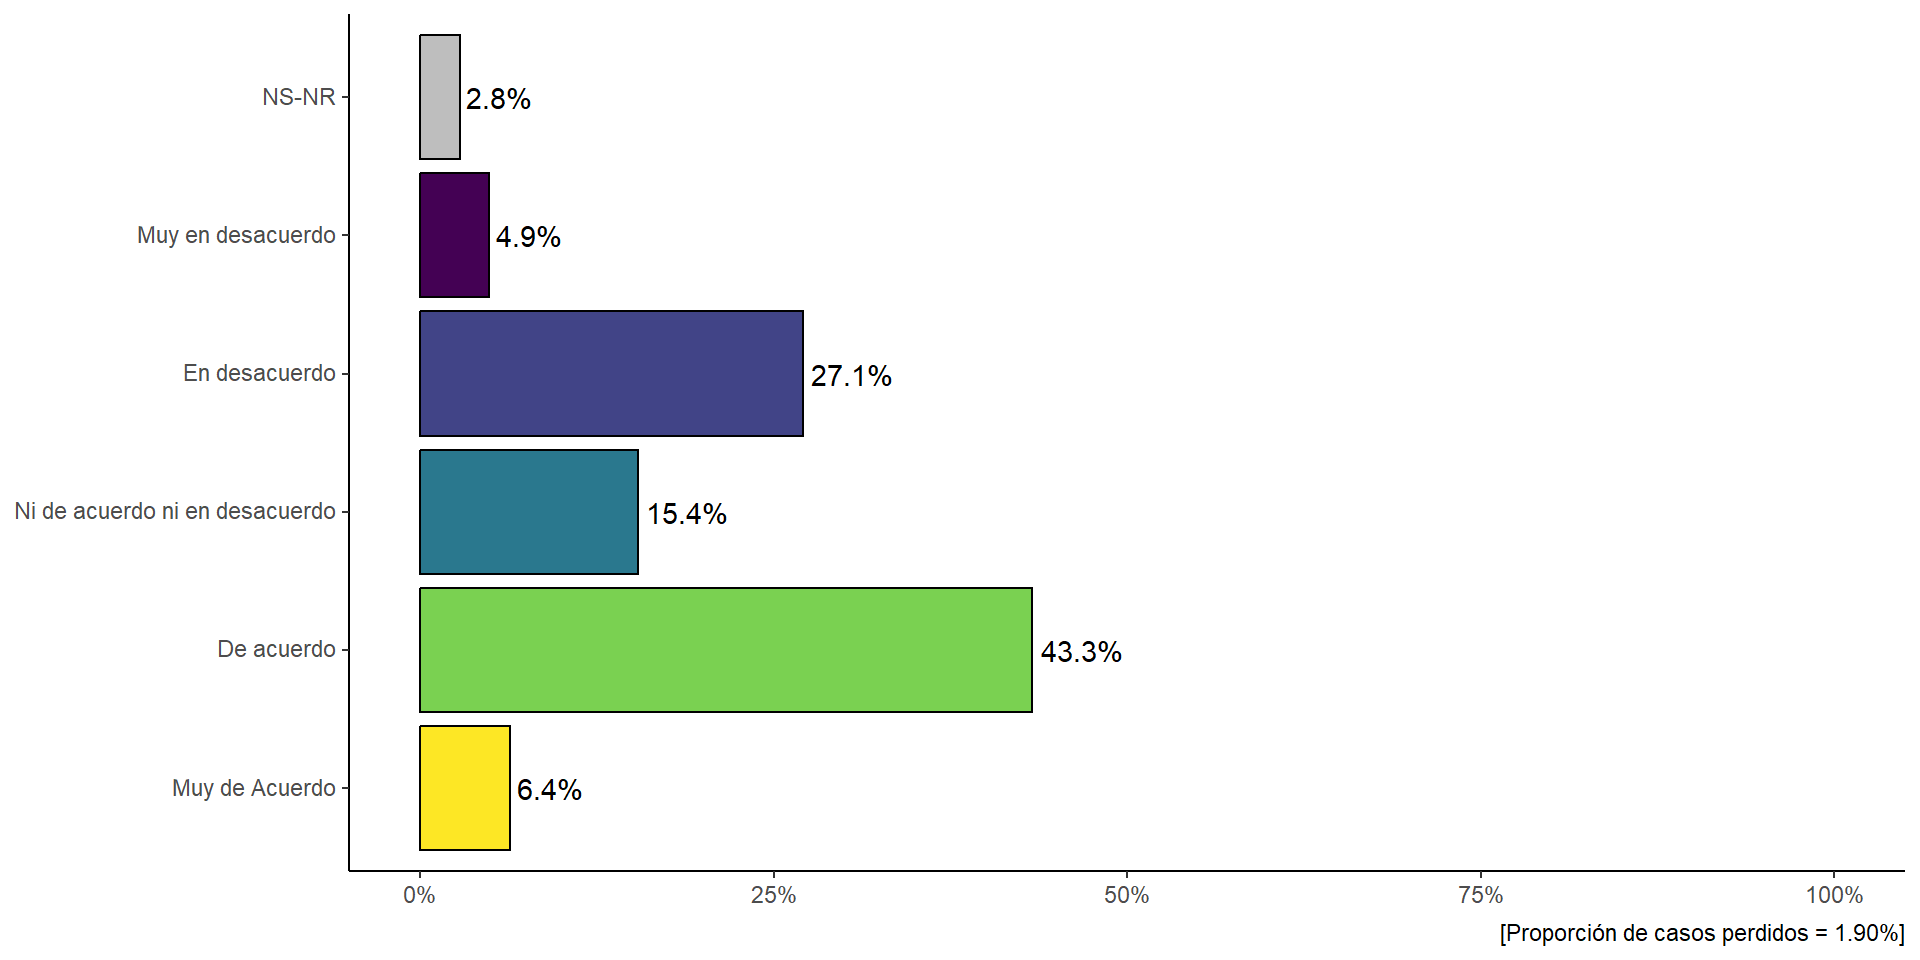 NS-NR
2.8%
Muy en desacuerdo
4.9%
En desacuerdo
27.1%
Ni de acuerdo ni en desacuerdo
15.4%
De acuerdo
43.3%
Muy de Acuerdo
6.4%
0%
25%
50%
75%
100%
[Proporción de casos perdidos = 1.90%]